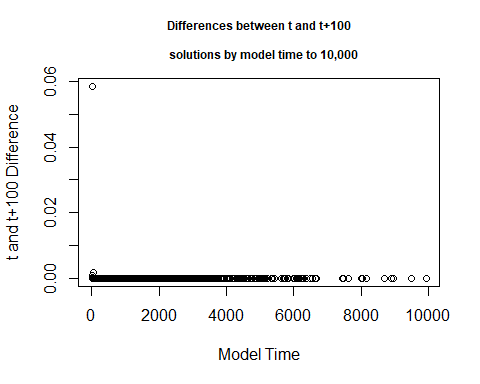 Differences between t and t+100
solutions by model time to 10,000
t and t+100 Difference
0.06
0.04
0.02
0.00
0
2000
4000
6000
8000
10000
Model Time